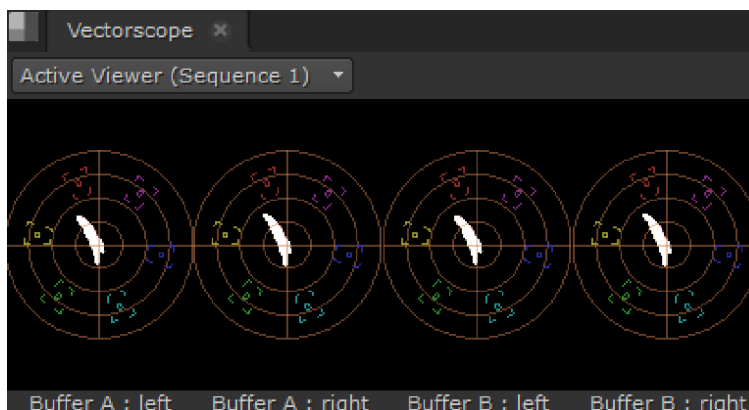 Vectorscope
Active Viewer (Sequence 1)
Buffer A : left
Buffer A : right
Buffer B : left
Buffer B : right